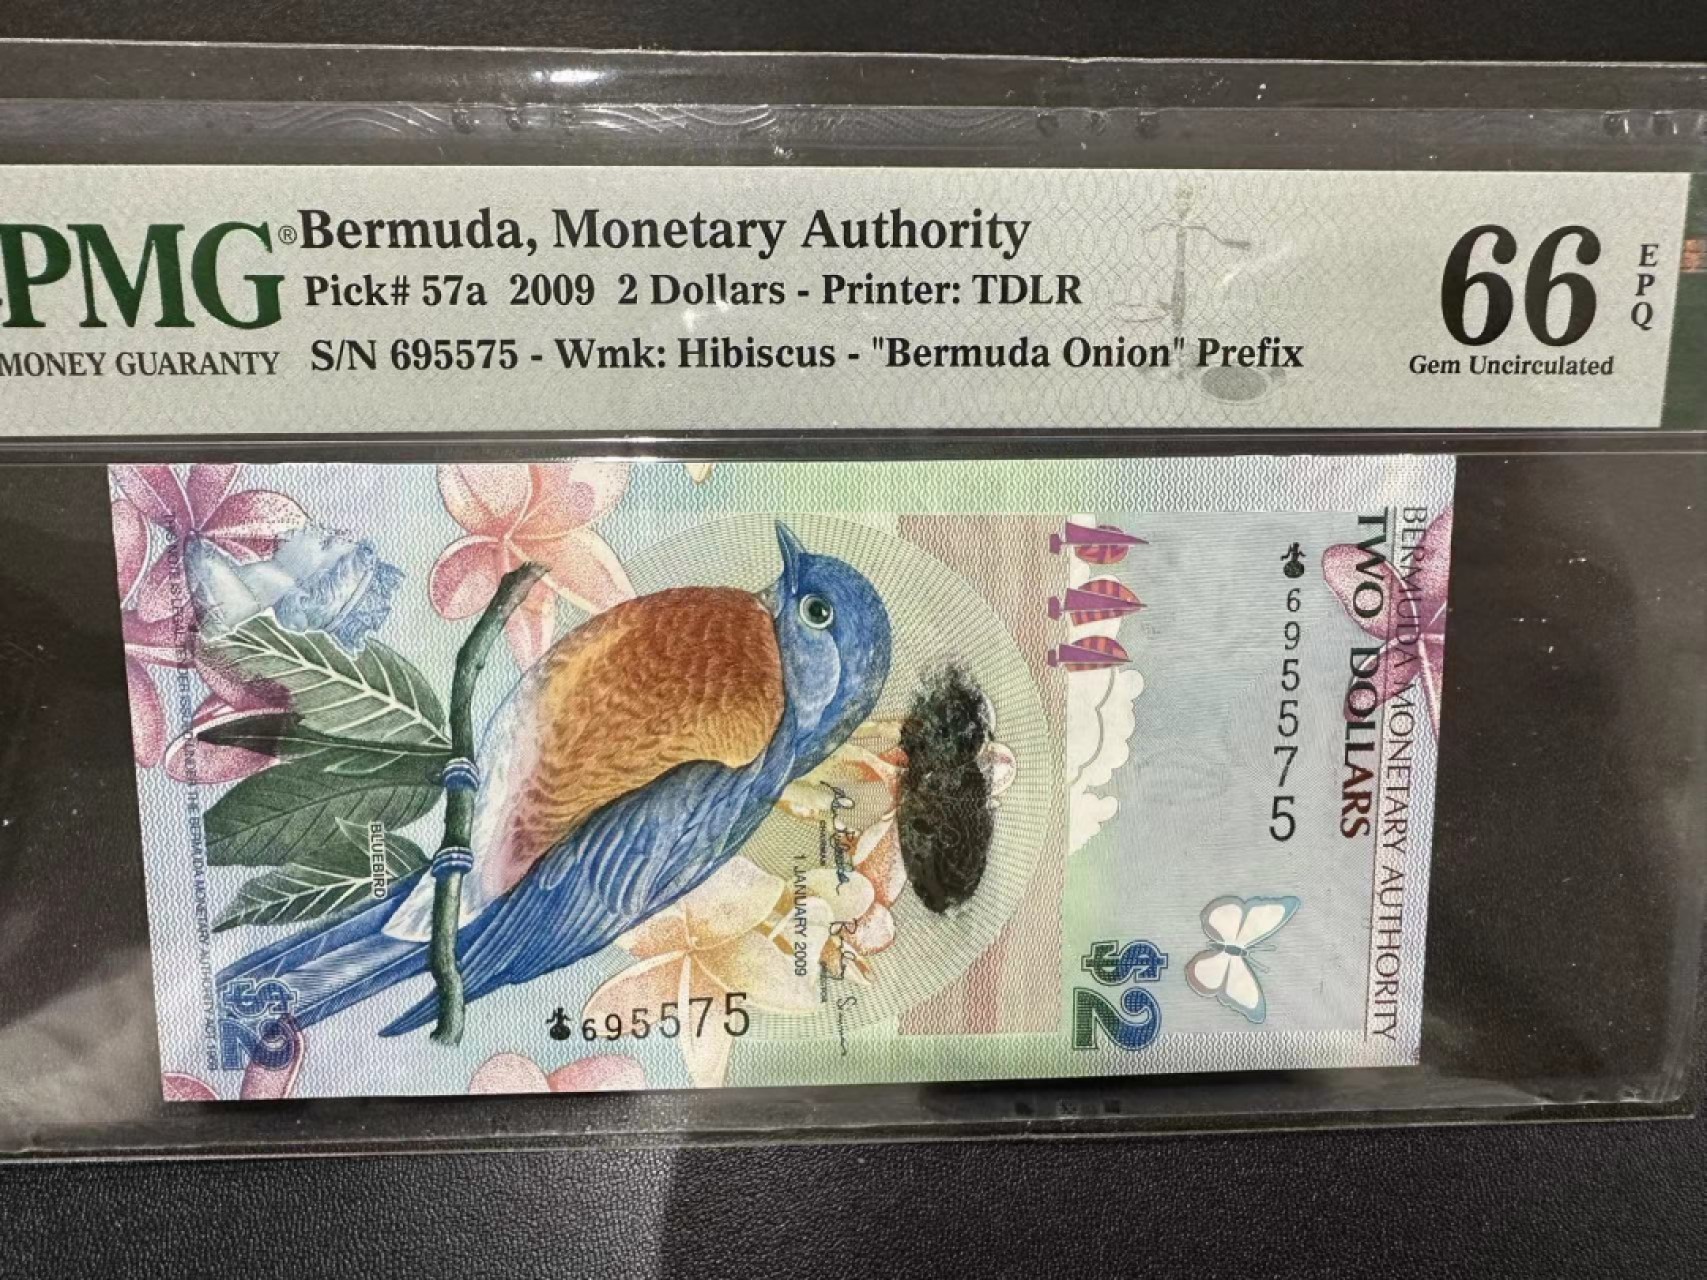 PMG®
MONEY GUARANTY
Bermuda, Monetary Authority
Pick# 57a 2009 2 Dollars - Printer: TDLR
S/N 695575 - Wmk: Hibiscus - "Bermuda Onion" Prefix
66
EPQ
Gem Uncirculated
BERMUDA MONETARY AUTHORITY
TWO DOLLARS
695575
$2
1 JANUARY 2009
BLUEBIRD
695575
$2